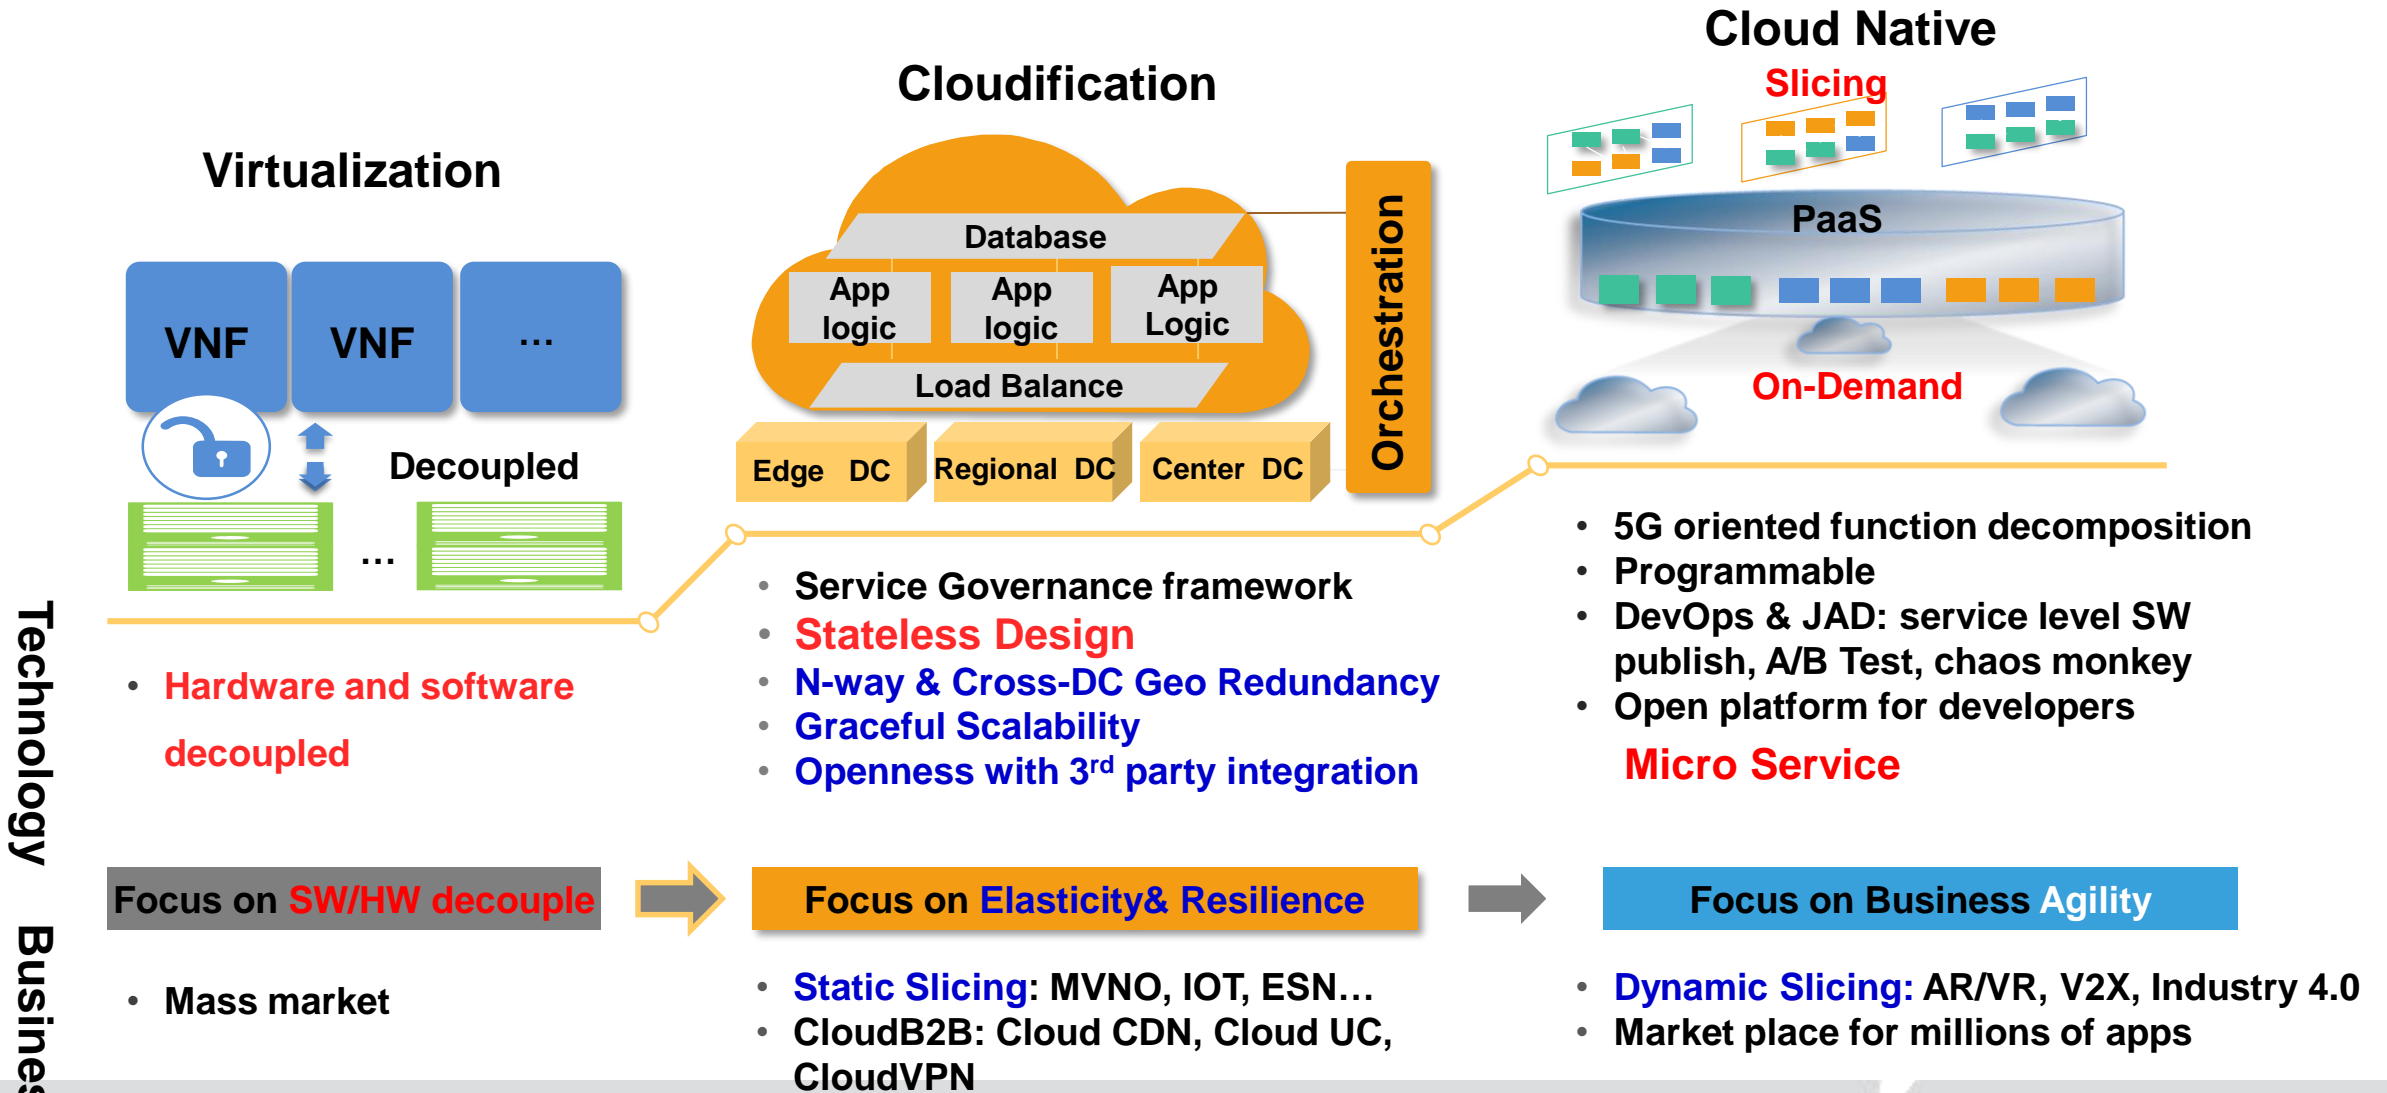 Cloud Native
Slicing
Cloudification
Virtualization
VNF
VNF
...
Decoupled
...
Database
App
logic
App
logic
App
Logic
Load Balance
Edge DC
Regional DC
Center DC
Orchestration
PaaS
On-Demand
Technology
• Hardware and software
decoupled
• Service Governance framework
• Stateless Design
• N-way & Cross-DC Geo Redundancy
• Graceful Scalability
• Openness with 3rd party integration
• 5G oriented function decomposition
• Programmable
• DevOps & JAD: service level SW
publish, A/B Test, chaos monkey
• Open platform for developers
Micro Service
Focus on SW/HW decouple
Focus on Elasticity& Resilience
Focus on Business Agility
Busines
• Mass market
• Static Slicing: MVNO, IOT, ESN...
• CloudB2B: Cloud CDN, Cloud UC,
CloudVPN
• Dynamic Slicing: AR/VR, V2X, Industry 4.0
• Market place for millions of apps